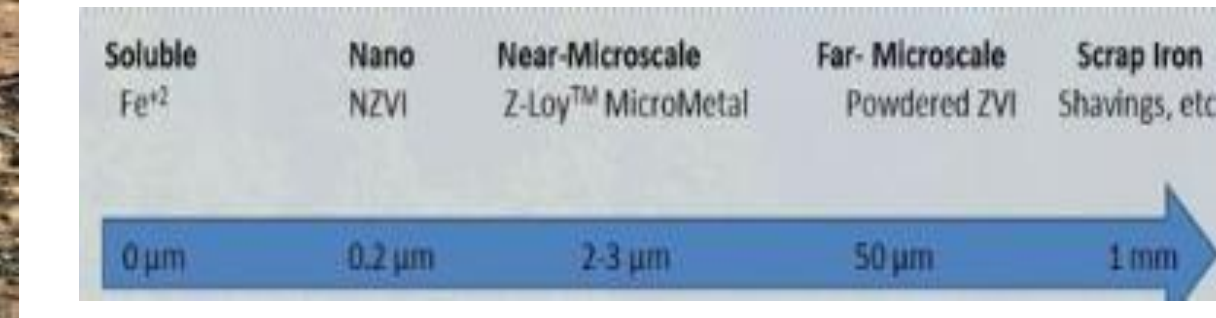 Soluble Nano Near-Microscale Far- Microscale Scrap Iron
Fe+2 NZVI Z-Loy™ MicroMetal Powdered ZVI Shavings, etc
0 µm 0.2 µm 2-3 µm 50 µm 1 mm